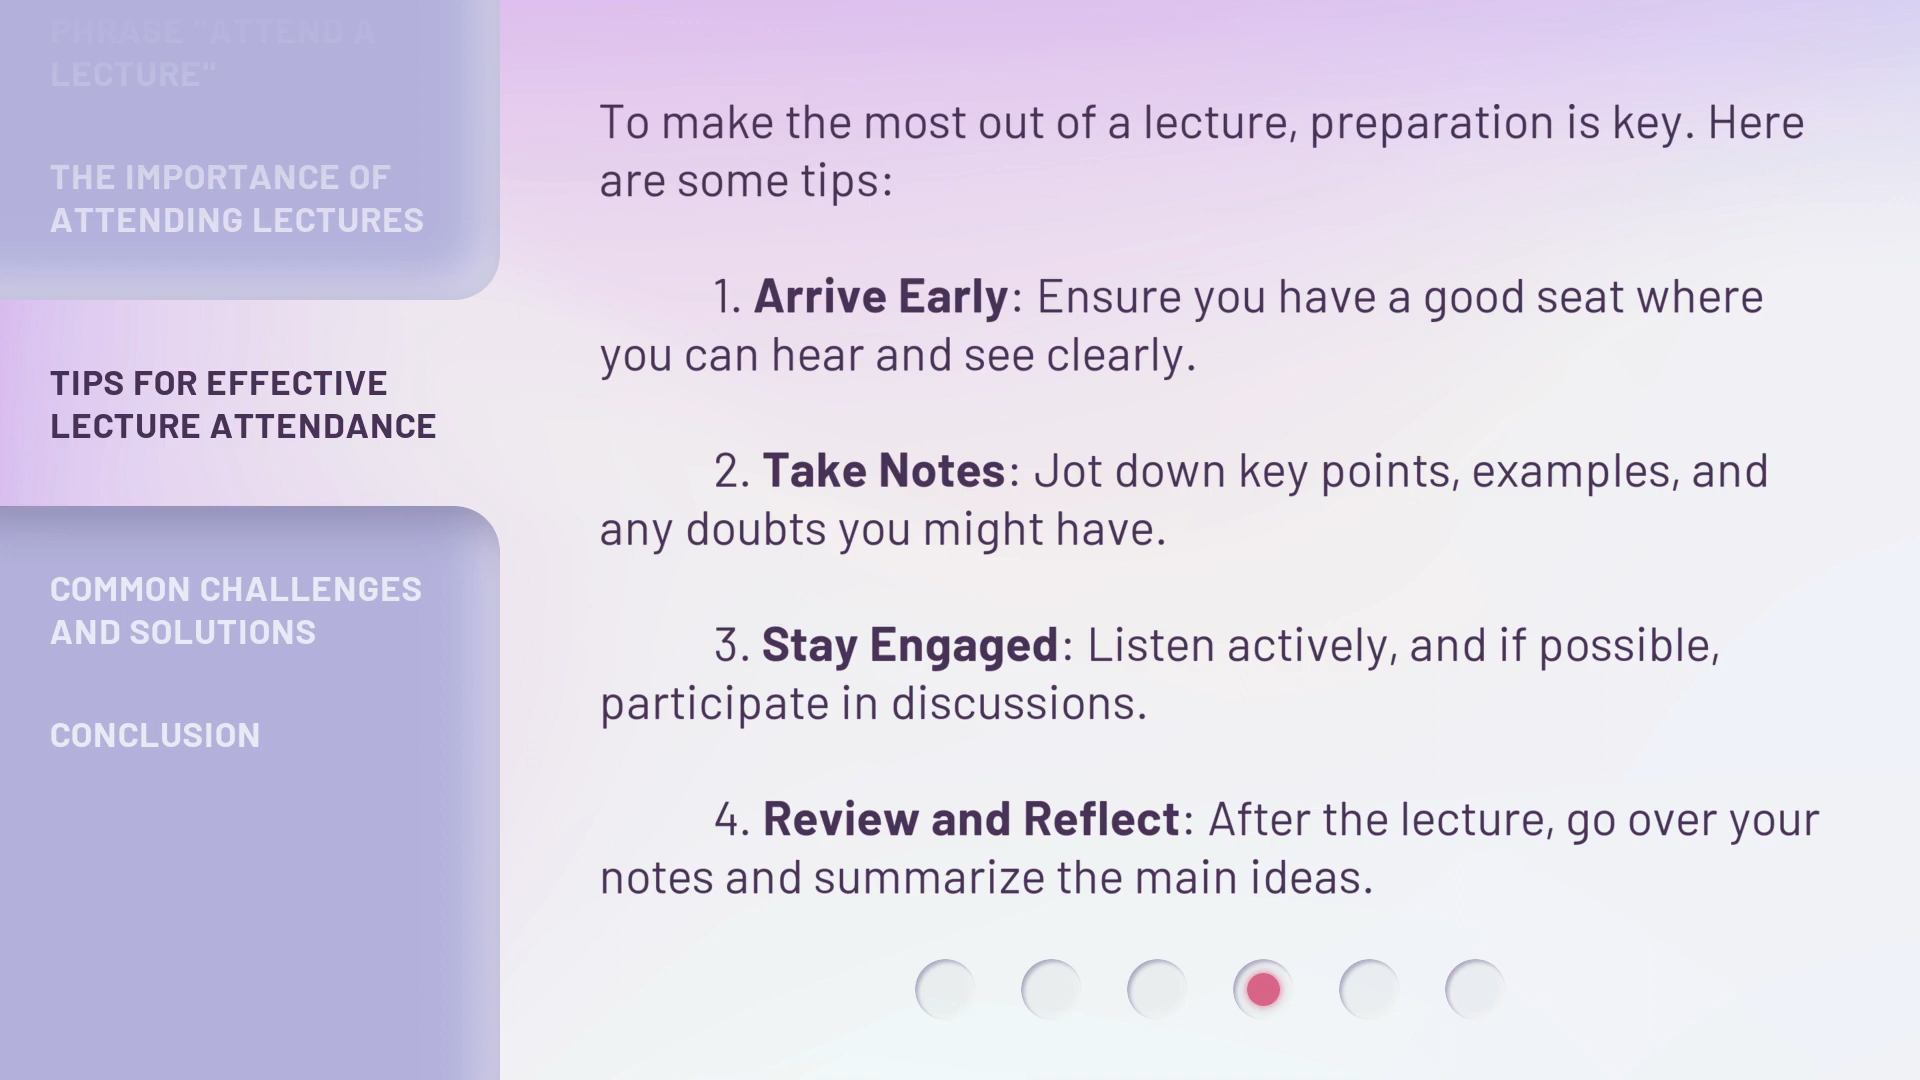 PHRASE "ATTEND A
LECTURE"
THE IMPORTANCE OF
ATTENDING LECTURES
TIPS FOR EFFECTIVE
LECTURE ATTENDANCE
COMMON CHALLENGES
AND SOLUTIONS
CONCLUSION
To make the most out of a lecture, preparation is key. Here
are some tips:
1. Arrive Early: Ensure you have a good seat where
you can hear and see clearly.
2. Take Notes: Jot down key points, examples, and
any doubts you might have.
3. Stay Engaged: Listen actively, and if possible,
participate in discussions.
4. Review and Reflect: After the lecture, go over your
notes and summarize the main ideas.